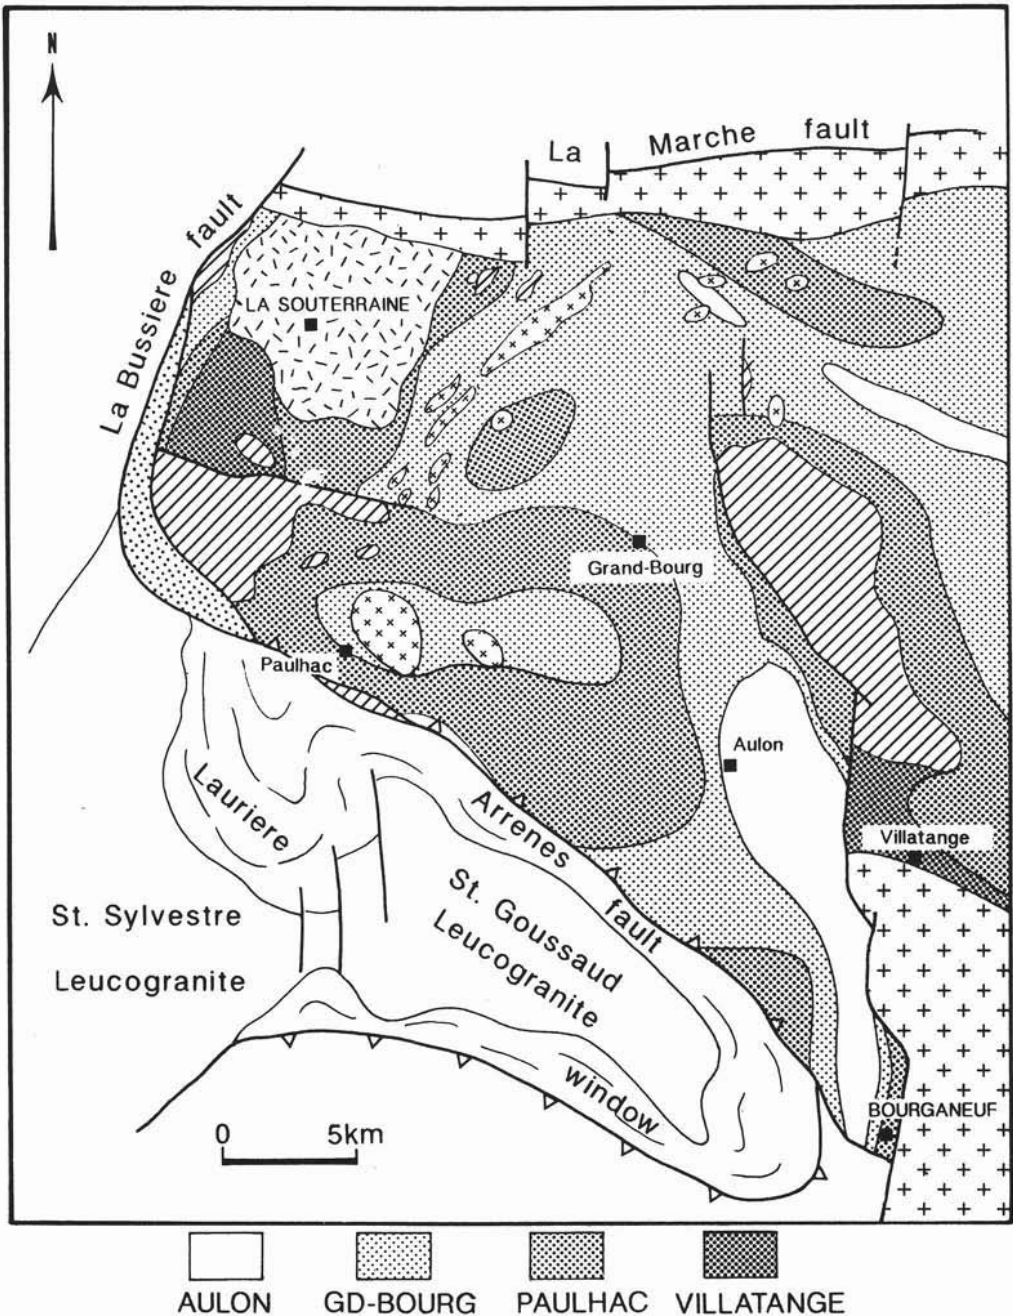 N
La Marche fault
La Bussiere fault
LA SOUTERRAINE
Grand-Bourg
Paulhac
Aulon
Lauriere
Arrenes fault
Villatange
St. Goussaud
Leucogranite
St. Sylvestre
Leucogranite
window
BOURGANEUF
0 5km
AULON GD-BOURG PAULHAC VILLATANGE